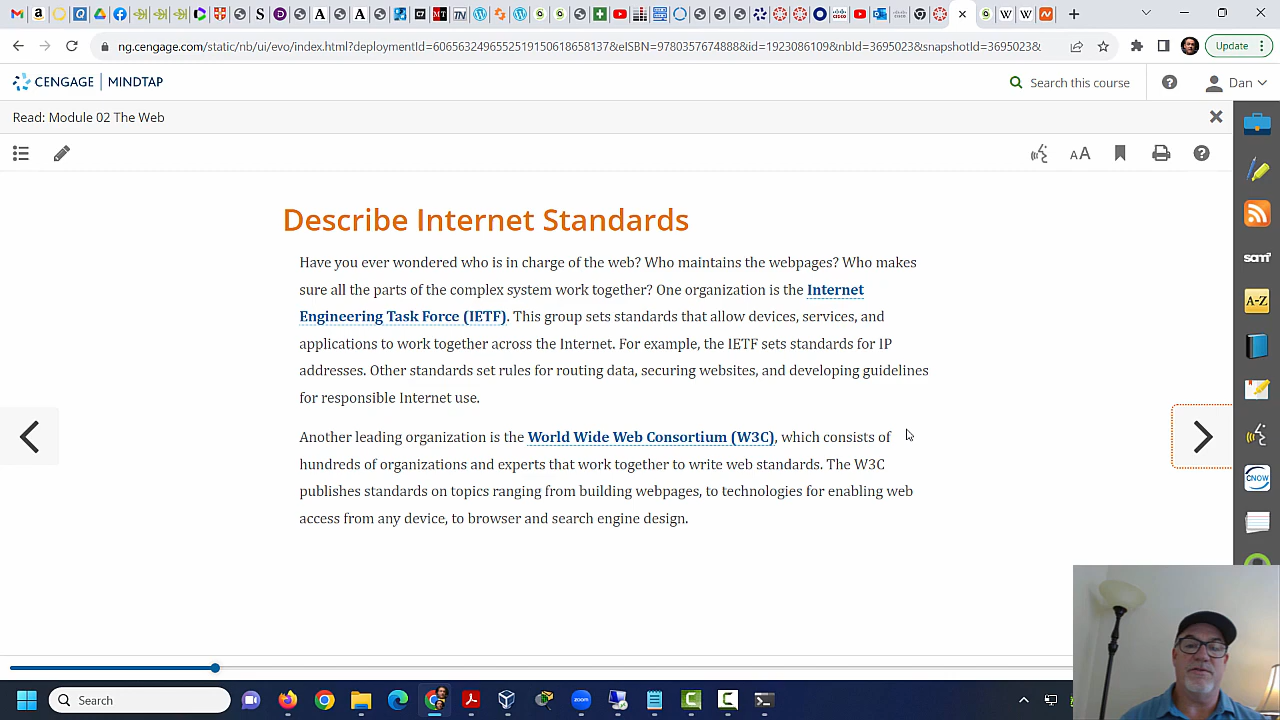 ng.cengage.com/static/nb/ui/evo/index.html?deploymentId=60656324065525191506186581​37&eISBN=9780357674888&id=1923086109&nbId=3695023&snapshotId=3695023&
Update
CENGAGE | MINDTAP
Search this course
Dan
Read: Module 02 The Web
AA
Describe Internet Standards
Have you ever wondered who is in charge of the web? Who maintains the webpages? Who makes
sure all the parts of the complex system work together? One organization is the Internet
Engineering Task Force (IETF). This group sets standards that allow devices, services, and
applications to work together across the Internet. For example, the IETF sets standards for IP
addresses. Other standards set rules for routing data, securing websites, and developing guidelines
for responsible Internet use.
Another leading organization is the World Wide Web Consortium (W3C), which consists of
hundreds of organizations and experts that work together to write web standards. The W3C
publishes standards on topics ranging from building webpages, to technologies for enabling web
access from any device, to browser and search engine design.
sam
A-Z
CNOW
Search
zoom